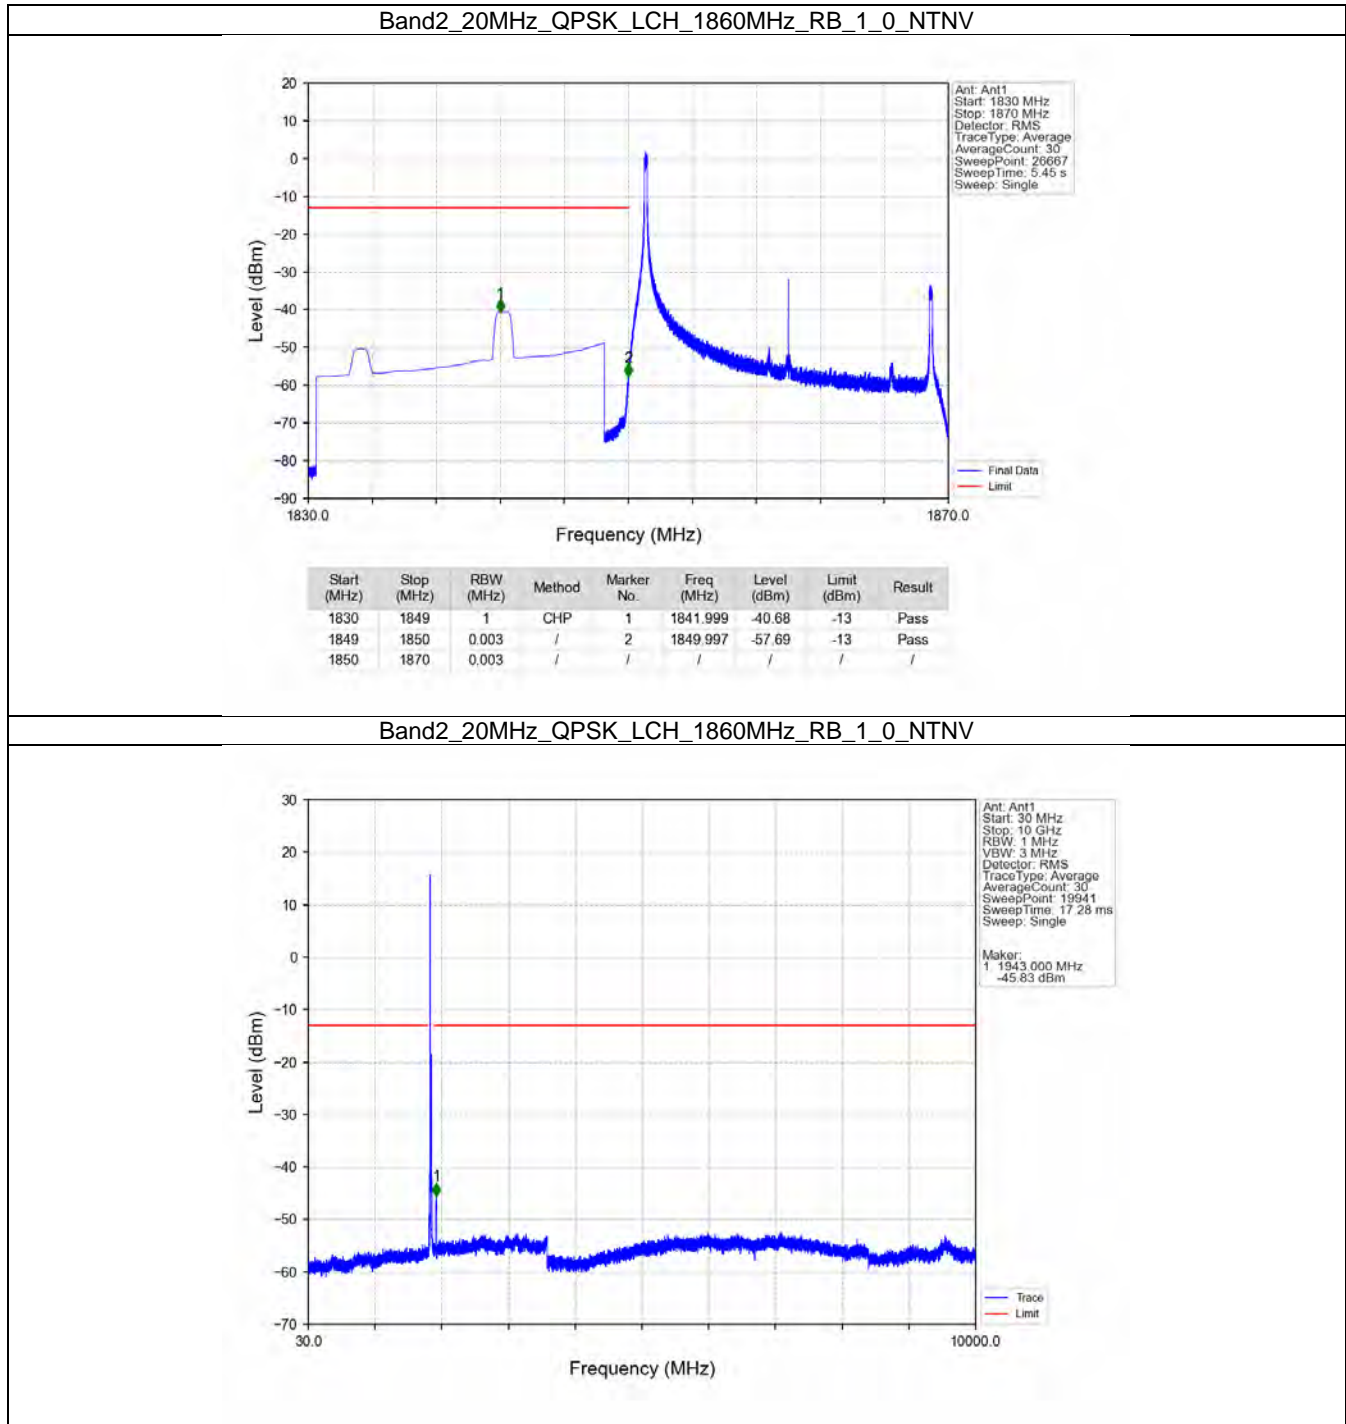 Band2_20MHz_QPSK_LCH_1860MHz_RB_1_0_NTNV
20
10
0
−10
−20
−30
−40
−50
−60
−70
−80
−90
Level (dBm)
1
2
1830.0
1870.0
Frequency (MHz)
Ant: Ant1
Start: 1830 MHz
Stop: 1870 MHz
Detector: RMS
TraceType: Average
AverageCount: 30
SweepPoint: 26667
SweepTime: 5.45 s
Sweep: Single
Final Data
Limit
Start (MHz) Stop (MHz) RBW (MHz) Method Marker No. Freq (MHz) Level (dBm) Limit (dBm) Result
1830 1849 1 CHP 1 1841.999 -40.68 -13 Pass
1849 1850 0.003 / 2 1849.997 -57.69 -13 Pass
1850 1870 0.003 / / / / / /
Band2_20MHz_QPSK_LCH_1860MHz_RB_1_0_NTNV
30
20
10
0
−10
−20
−30
−40
−50
−60
−70
Level (dBm)
1
30.0
10000.0
Frequency (MHz)
Ant: Ant1
Start: 30 MHz
Stop: 10 GHz
RBW: 1 MHz
VBW: 3 MHz
Detector: RMS
TraceType: Average
AverageCount: 30
SweepPoint: 19941
SweepTime: 17.28 ms
Sweep: Single
Maker:
1 1943.000 MHz
-45.83 dBm
Trace
Limit